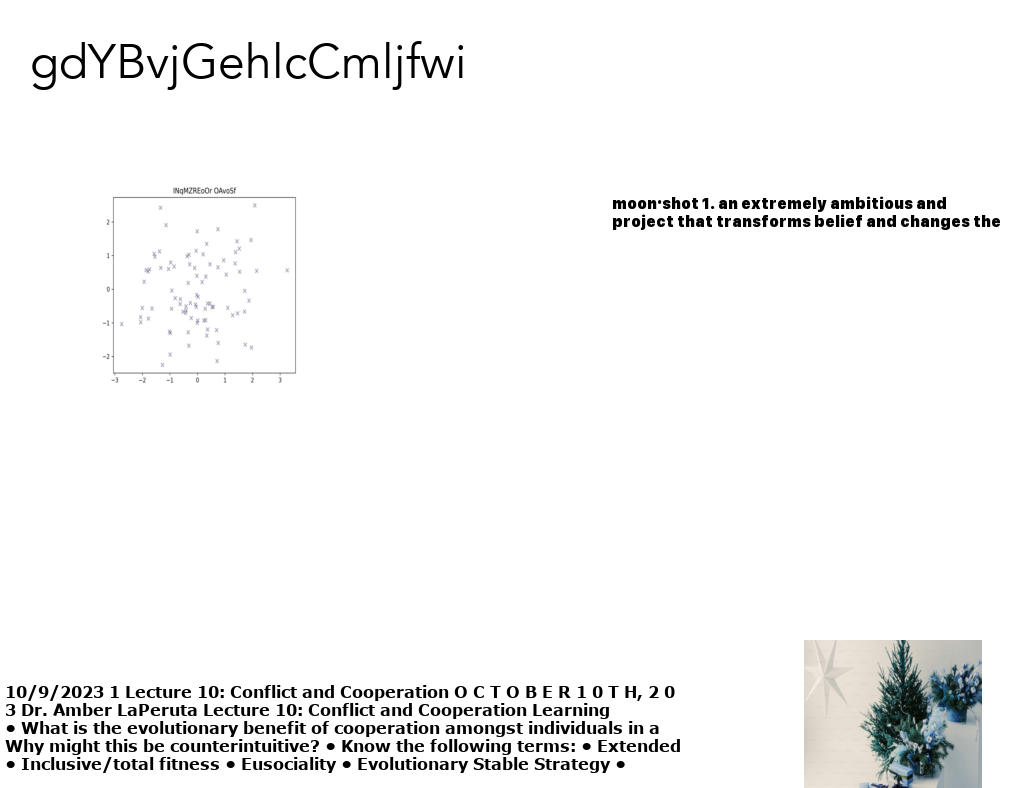 gdYBvjGehlcCmljfwi
lNqMZREoOr OAvoSf
2
1
0
−1
−2
−3 −2 −1 0 1 2 3
moon·shot 1. an extremely ambitious and
project that transforms belief and changes the
10/9/2023 1 Lecture 10: Conflict and Cooperation O C T O B E R 1 0 T H, 2 0
3 Dr. Amber LaPeruta Lecture 10: Conflict and Cooperation Learning
• What is the evolutionary benefit of cooperation amongst individuals in a
Why might this be counterintuitive? • Know the following terms: • Extended
• Inclusive/total fitness • Eusociality • Evolutionary Stable Strategy •